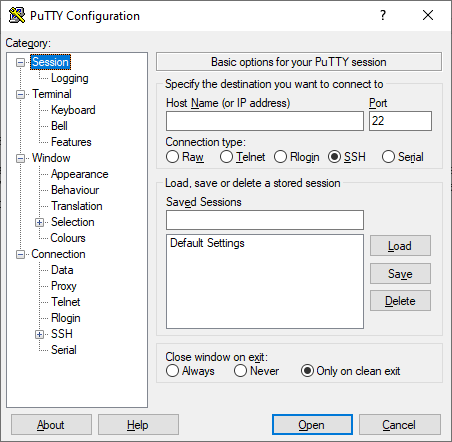 PuTTY Configuration
?
Category:
Session
Logging
Terminal
Keyboard
Bell
Features
Window
Appearance
Behaviour
Translation
Selection
Colours
Connection
Data
Proxy
Telnet
Rlogin
SSH
Serial
Basic options for your PuTTY session
Specify the destination you want to connect to
Host Name (or IP address) Port
22
Connection type:
Raw Telnet Rlogin SSH Serial
Load, save or delete a stored session
Saved Sessions
Default Settings
Load
Save
Delete
Close window on exit:
Always Never Only on clean exit
About Help Open Cancel